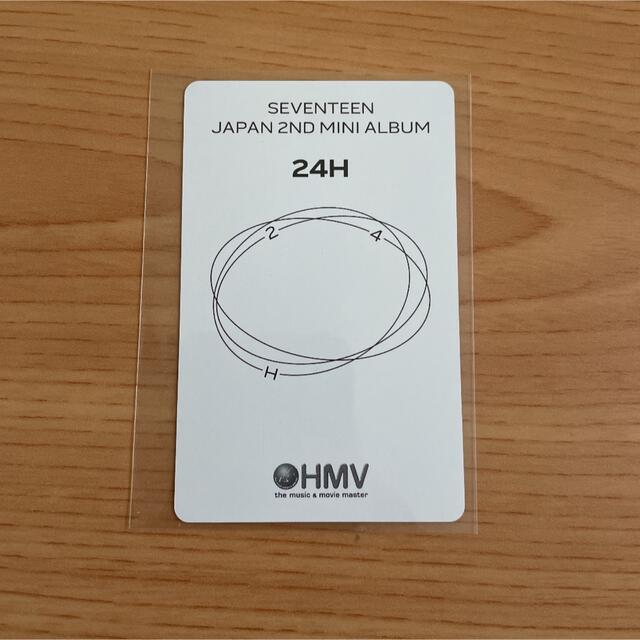 SEVENTEEN
JAPAN 2ND MINI ALBUM
24H
2
4
H
HMV
the music & movie master